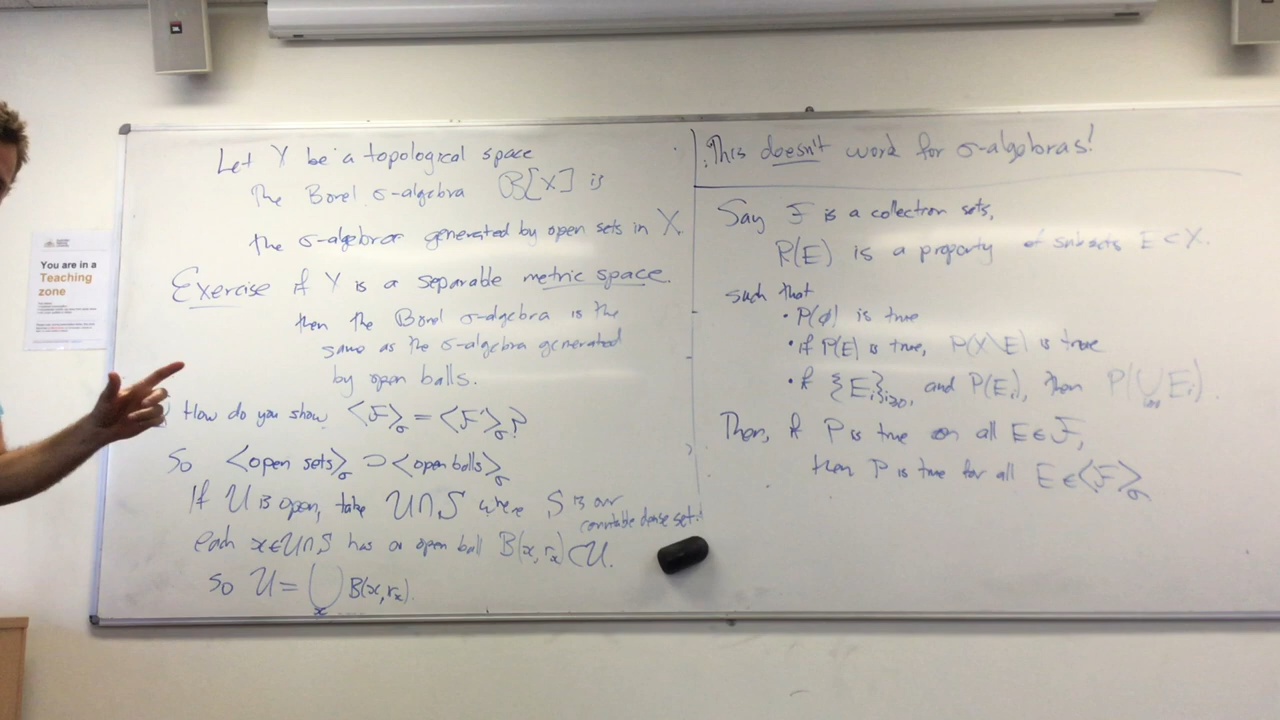 Let X be a topological space
the Borel σ-algebra B[X] is
the σ-algebra generated by open sets in X
Exercise if X is a separable metric space.
then the Borel σ-algebra is the
same as the σ-algebra generated
by open balls.
How do you show ⟨F⟩σ = ⟨F'⟩σ?
So ⟨open sets⟩σ ⊃ ⟨open balls⟩σ
If U is open, take U∩S where S is our
countable dense set.
each x∈U∩S has an open ball B(x,rₓ)⊂U.
So U = ⋃ₓ B(x,rₓ).
This doesn't work for σ-algebras!
Say F is a collection sets,
P(E) is a property of subsets E⊂X.
such that
• P(∅) is true
• if P(E) is true, P(X\E) is true
• if {Eᵢ}ᵢ≥₀, and P(Eᵢ), then P(⋃Eᵢ).
Then, if P is true on all E∈F,
then P is true for all E∈⟨F⟩σ
You are in a
Teaching
zone